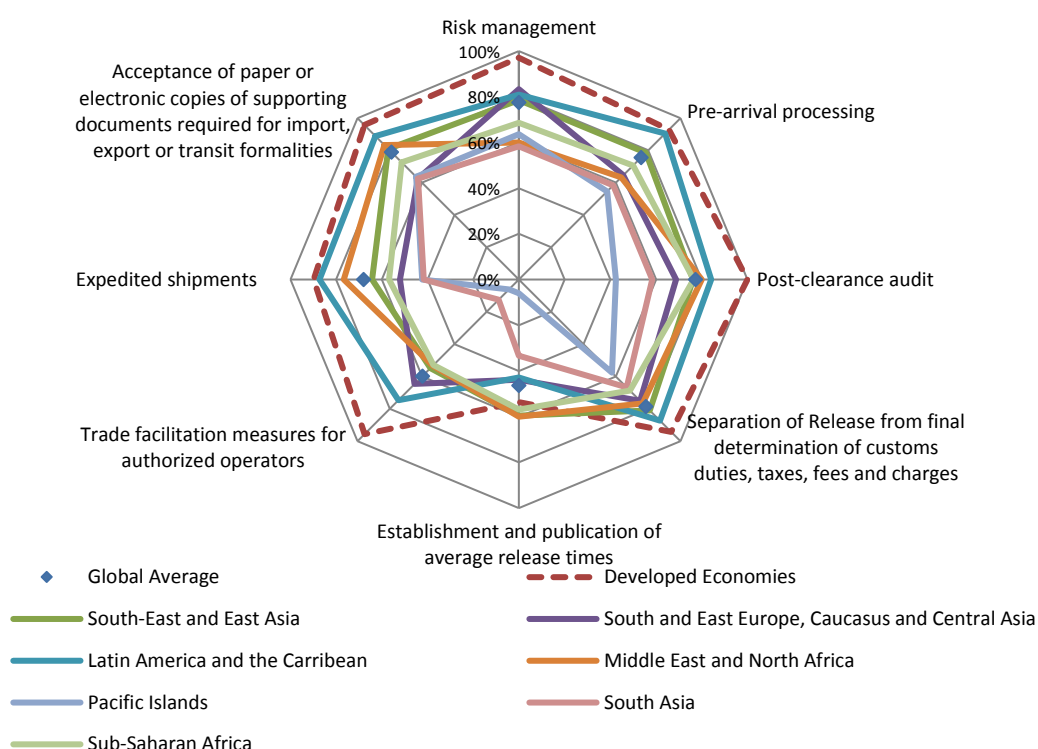 Risk management
100%
80%
60%
40%
20%
0%
Pre-arrival processing
Post-clearance audit
Separation of Release from final
determination of customs
duties, taxes, fees and charges
Establishment and publication of
average release times
Trade facilitation measures for
authorized operators
Expedited shipments
Acceptance of paper or
electronic copies of supporting
documents required for import,
export or transit formalities
Global Average
Developed Economies
South-East and East Asia
South and East Europe, Caucasus and Central Asia
Latin America and the Carribean
Middle East and North Africa
Pacific Islands
South Asia
Sub-Saharan Africa